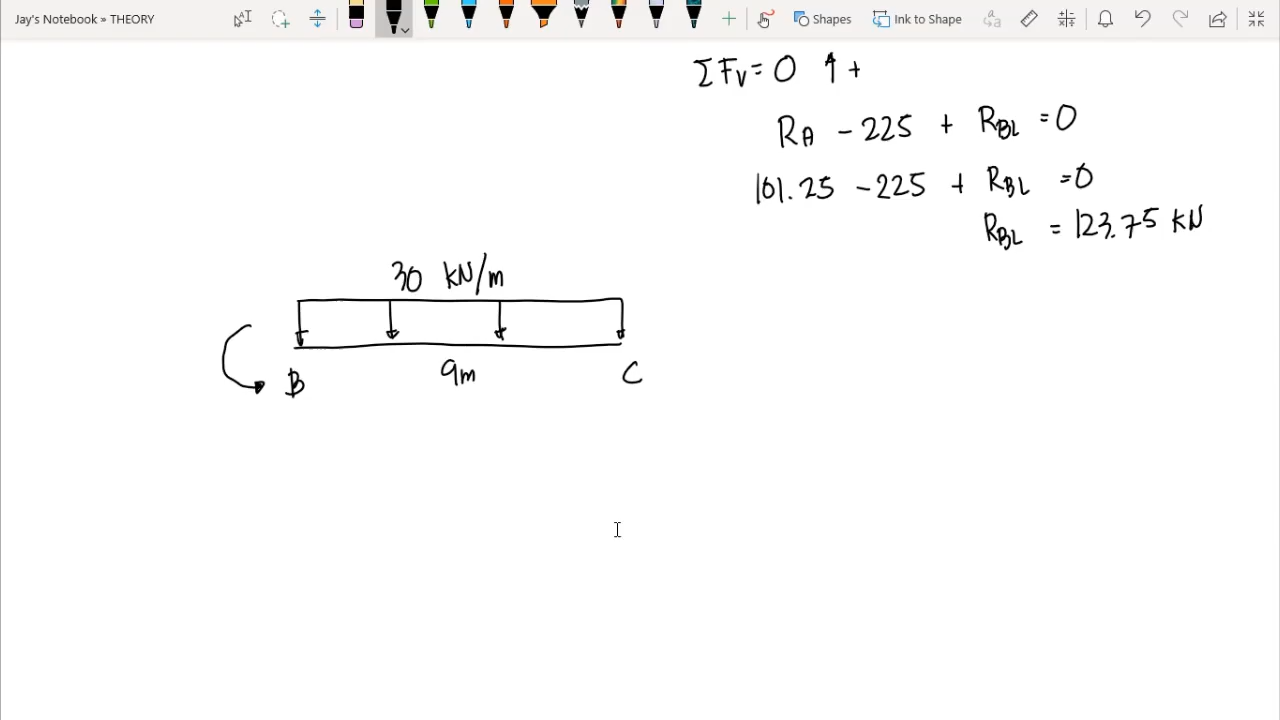 Jay's Notebook » THEORY
Shapes
Ink to Shape
ΣFv = 0 ↑ +
RA - 225 + RBL = 0
101.25 - 225 + RBL = 0
RBL = 123.75 kN
30 kN/m
B 9m C